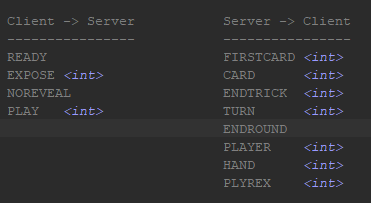 Client -> Server        Server -> Client
----------------        ----------------
READY                   FIRSTCARD <int>
EXPOSE <int>            CARD      <int>
NOREVEAL                ENDTRICK  <int>
PLAY   <int>            TURN      <int>
                        ENDROUND
                        PLAYER    <int>
                        HAND      <int>
                        PLYREX    <int>